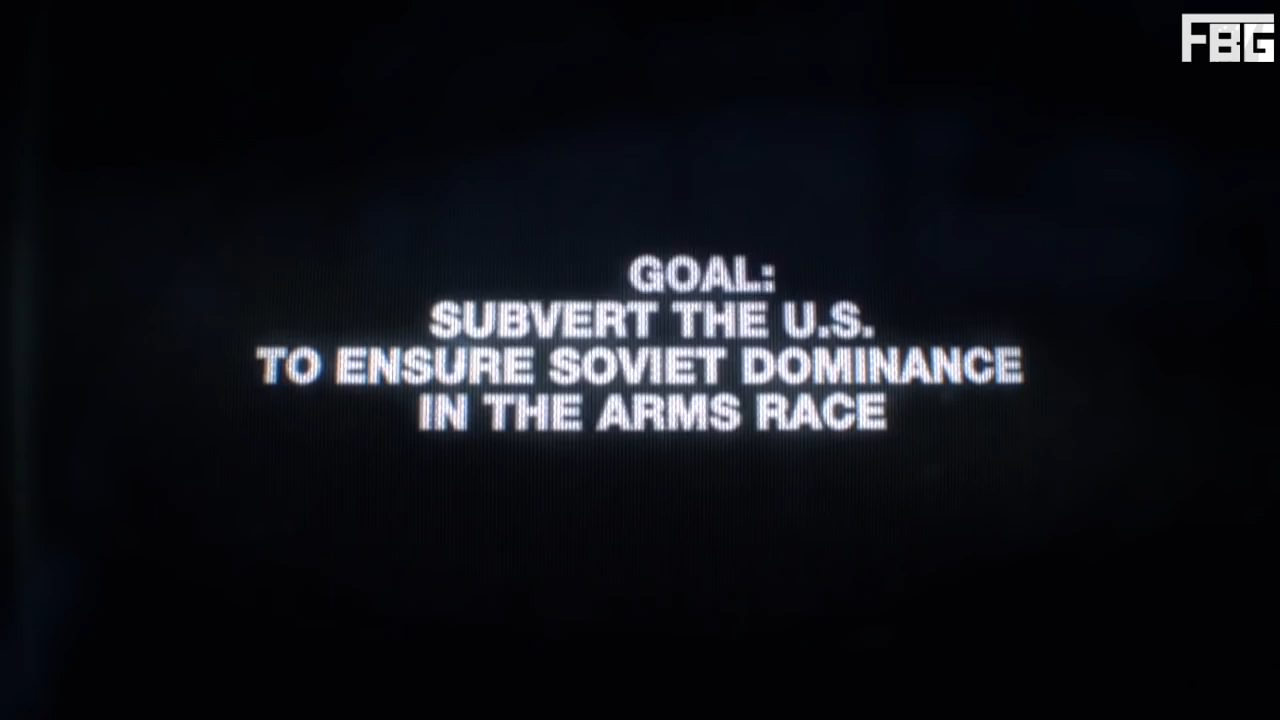 FBG
GOAL:
SUBVERT THE U.S.
TO ENSURE SOVIET DOMINANCE
IN THE ARMS RACE